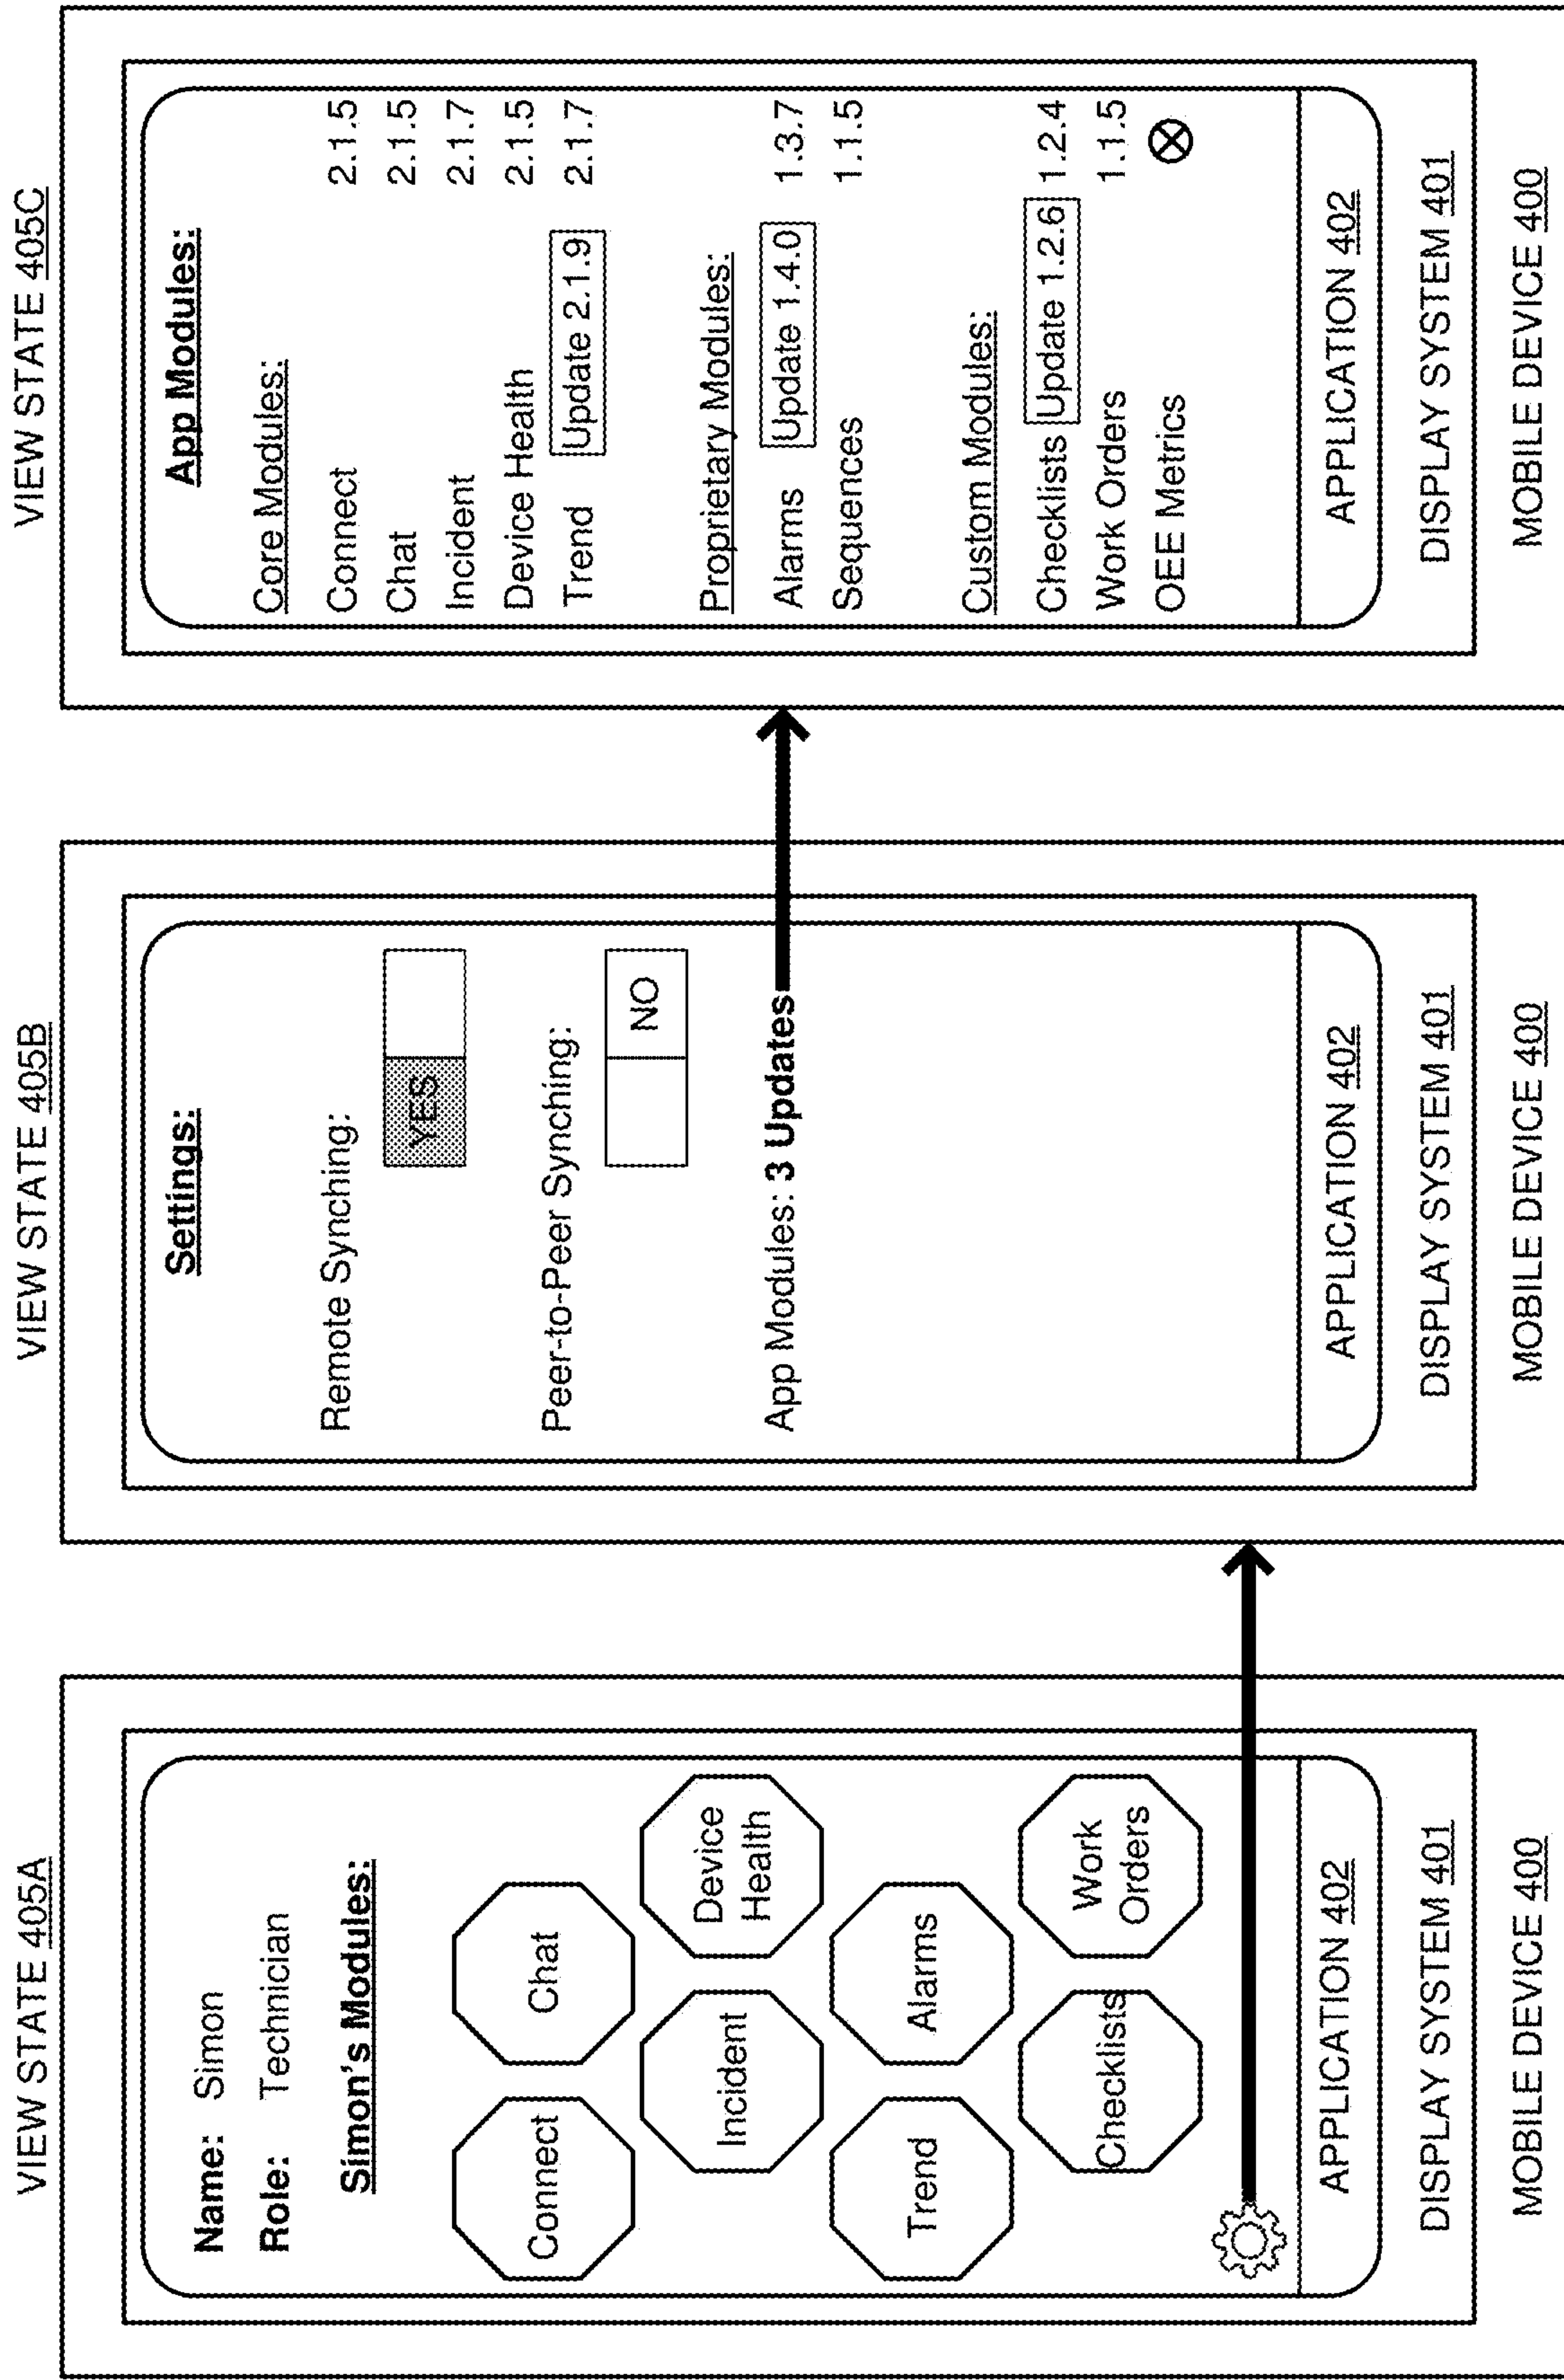 VIEW STATE 405A
Name: Simon
Role: Technician
Simon's Modules:
Connect
Chat
Incident
Device
Health
Trend
Alarms
Checklists
Work
Orders
APPLICATION 402
DISPLAY SYSTEM 401
MOBILE DEVICE 400
VIEW STATE 405B
Settings:
Remote Synching:
YES
Peer-to-Peer Synching:
NO
App Modules: 3 Updates
APPLICATION 402
DISPLAY SYSTEM 401
MOBILE DEVICE 400
VIEW STATE 405C
App Modules:
Core Modules:
Connect 2.1.5
Chat 2.1.5
Incident 2.1.7
Device Health 2.1.5
Trend Update 2.1.9 2.1.7
Proprietary Modules:
Alarms Update 1.4.0 1.3.7
Sequences 1.1.5
Custom Modules:
Checklists Update 1.2.6 1.2.4
Work Orders 1.1.5
OEE Metrics
APPLICATION 402
DISPLAY SYSTEM 401
MOBILE DEVICE 400